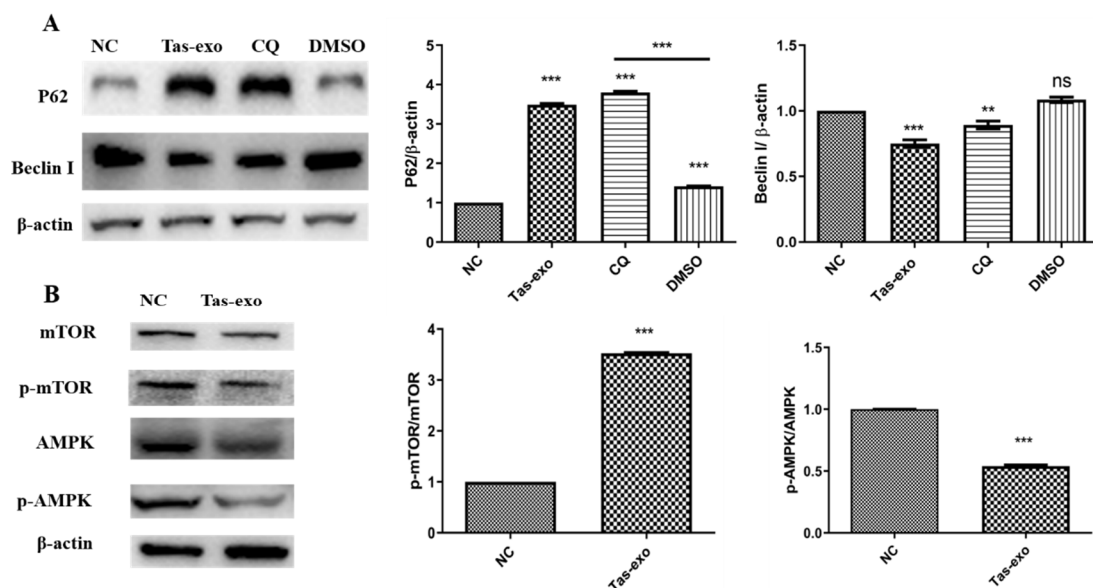 A
NC Tas-exo CQ DMSO
P62
Beclin I
β-actin
P62/β-actin
5
4
3
2
1
0
***
***
***
***
NC
Tas-exo
CQ
DMSO
Beclin I/ β-actin
1.5
1.0
0.5
0.0
***
**
ns
NC
Tas-exo
CQ
DMSO
B
NC Tas-exo
mTOR
p-mTOR
AMPK
p-AMPK
β-actin
p-mTOR/mTOR
4
3
2
1
0
***
NC
Tas-exo
p-AMPK/AMPK
1.5
1.0
0.5
0.0
***
NC
Tas-exo